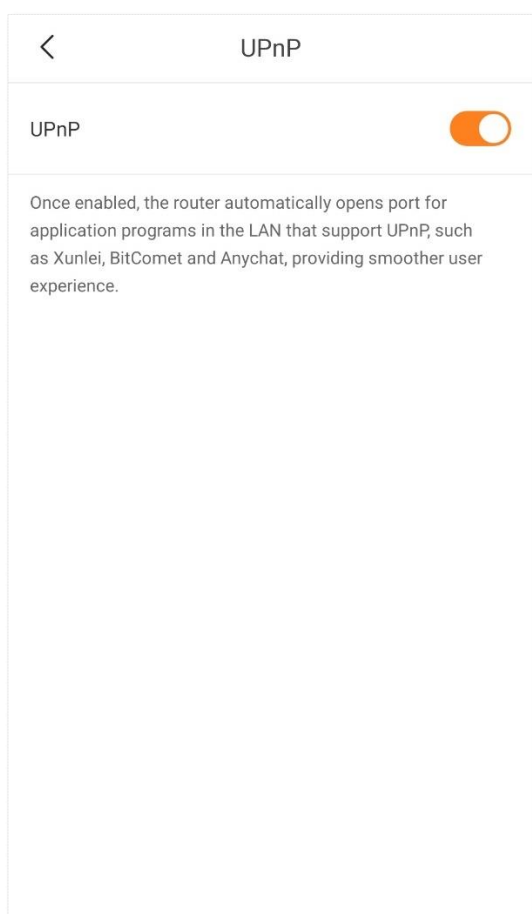 UPnP
UPnP
Once enabled, the router automatically opens port for
application programs in the LAN that support UPnP, such
as Xunlei, BitComet and Anychat, providing smoother user
experience.